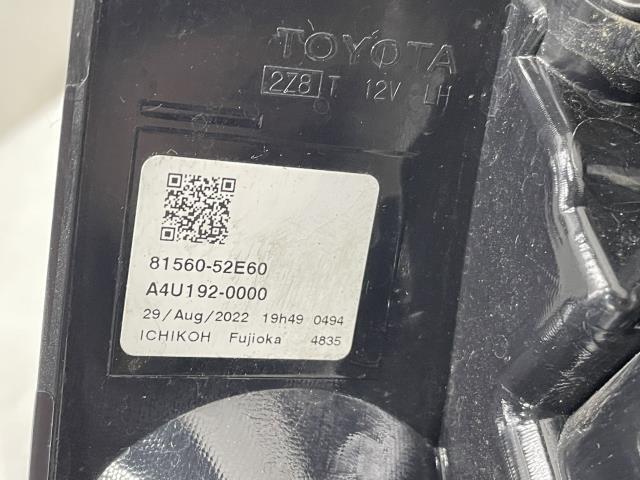 TOYOTA
2Z8 T 12V LH
81560-52E60
A4U192-0000
29/Aug/2022 19h49 0494
ICHIKOH Fujioka 4835